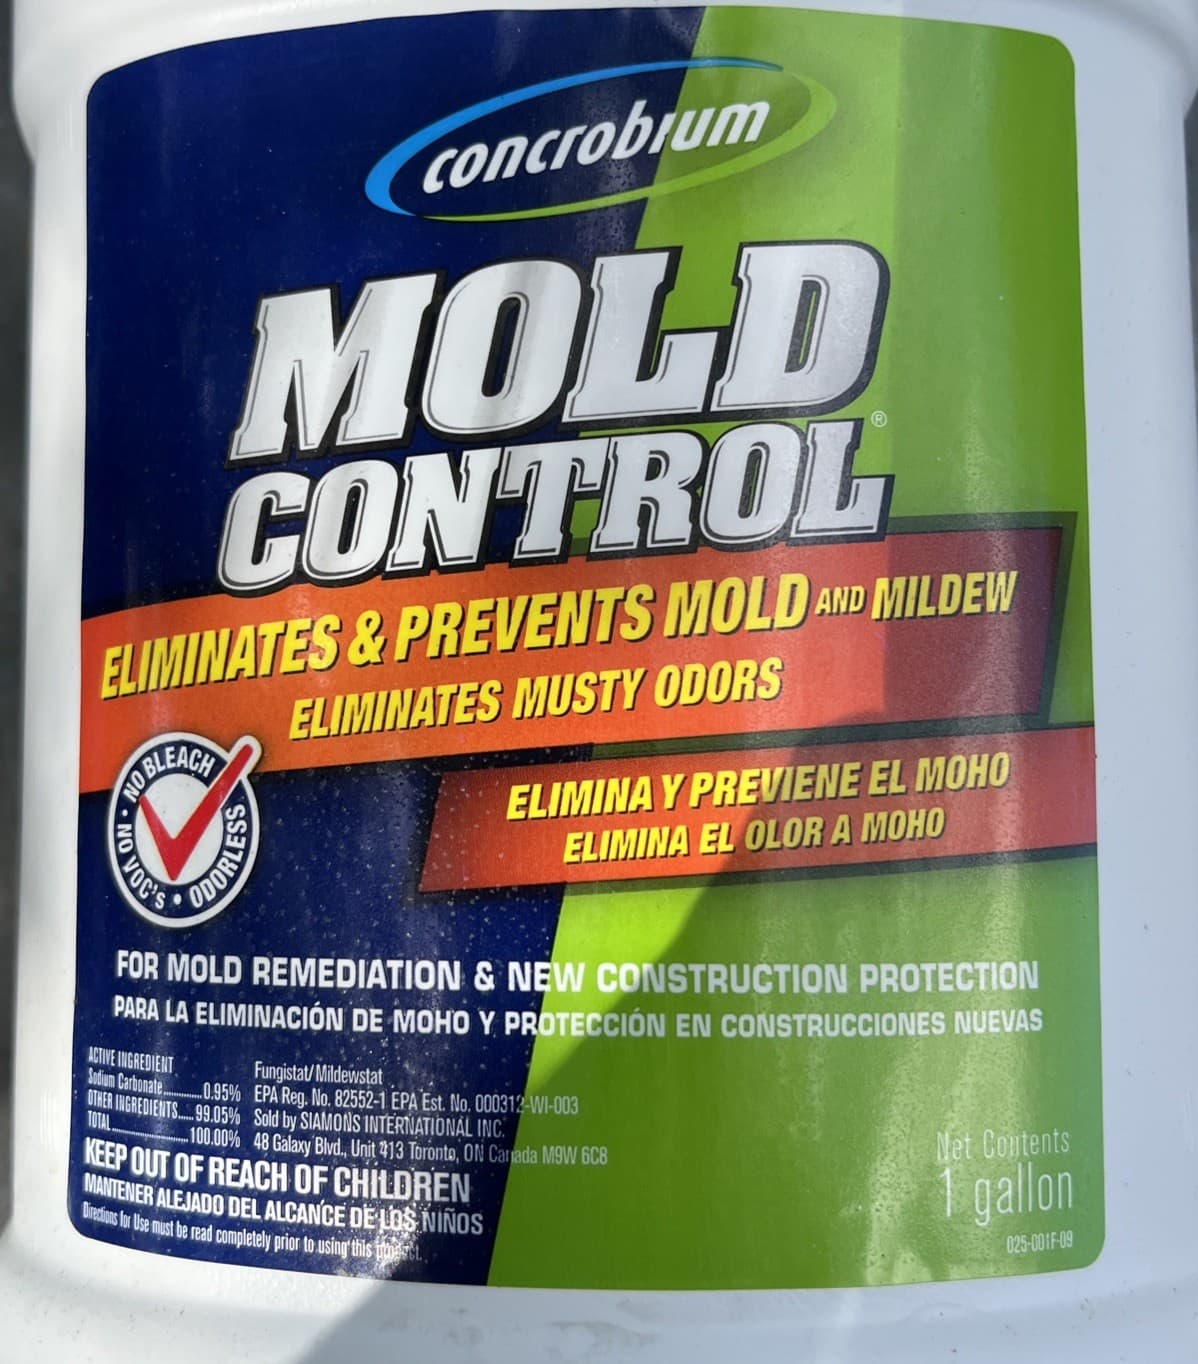 concrobium
MOLD
CONTROL®
ELIMINATES & PREVENTS MOLD AND MILDEW
ELIMINATES MUSTY ODORS
NO BLEACH • ODORLESS • NO VOC's •
ELIMINA Y PREVIENE EL MOHO
ELIMINA EL OLOR A MOHO
FOR MOLD REMEDIATION & NEW CONSTRUCTION PROTECTION
PARA LA ELIMINACIÓN DE MOHO Y PROTECCIÓN EN CONSTRUCCIONES NUEVAS
ACTIVE INGREDIENT
Sodium Carbonate............0.95%
OTHER INGREDIENTS.....99.05%
TOTAL.......................100.00%
Fungistat/Mildewstat
EPA Reg. No. 82552-1 EPA Est. No. 000312-WI-003
Sold by SIAMONS INTERNATIONAL INC.
48 Galaxy Blvd., Unit 413 Toronto, ON Canada M9W 6C8
KEEP OUT OF REACH OF CHILDREN
MANTENER ALEJADO DEL ALCANCE DE LOS NIÑOS
Directions for Use must be read completely prior to using this product.
Net Contents
1 gallon
025-001F-09